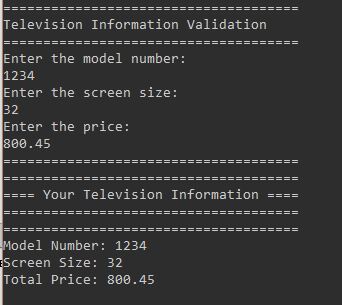 =====================================
Television Information Validation
=====================================
Enter the model number:
1234
Enter the screen size:
32
Enter the price:
800.45
=====================================
=====================================
==== Your Television Information ====
=====================================
=====================================
Model Number: 1234
Screen Size: 32
Total Price: 800.45